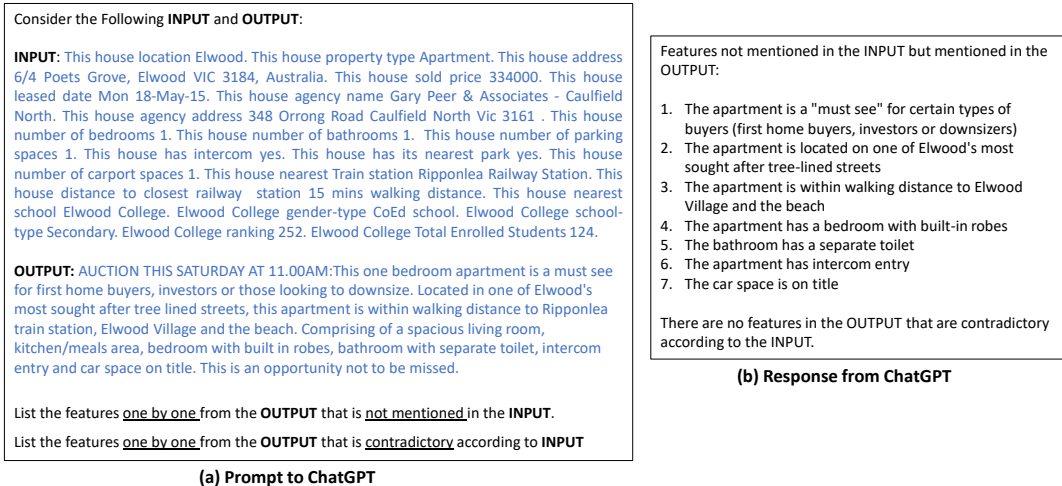 Consider the Following INPUT and OUTPUT:
INPUT: This house location Elwood. This house property type Apartment. This house address
6/4 Poets Grove, Elwood VIC 3184, Australia. This house sold price 334000. This house
leased date Mon 18-May-15. This house agency name Gary Peer & Associates - Caulfield
North. This house agency address 348 Orrong Road Caulfield North Vic 3161 . This house
number of bedrooms 1. This house number of bathrooms 1. This house number of parking
spaces 1. This house has intercom yes. This house has its nearest park yes. This house
number of carport spaces 1. This house nearest Train station Ripponlea Railway Station. This
house distance to closest railway station 15 mins walking distance. This house nearest
school Elwood College. Elwood College gender-type CoEd school. Elwood College school-
type Secondary. Elwood College ranking 252. Elwood College Total Enrolled Students 124.
OUTPUT: AUCTION THIS SATURDAY AT 11.00AM:This one bedroom apartment is a must see
for first home buyers, investors or those looking to downsize. Located in one of Elwood's
most sought after tree lined streets, this apartment is within walking distance to Ripponlea
train station, Elwood Village and the beach. Comprising of a spacious living room,
kitchen/meals area, bedroom with built in robes, bathroom with separate toilet, intercom
entry and car space on title. This is an opportunity not to be missed.
List the features one by one from the OUTPUT that is not mentioned in the INPUT.
List the features one by one from the OUTPUT that is contradictory according to INPUT
(a) Prompt to ChatGPT
Features not mentioned in the INPUT but mentioned in the
OUTPUT:
1. The apartment is a "must see" for certain types of
buyers (first home buyers, investors or downsizers)
2. The apartment is located on one of Elwood's most
sought after tree-lined streets
3. The apartment is within walking distance to Elwood
Village and the beach
4. The apartment has a bedroom with built-in robes
5. The bathroom has a separate toilet
6. The apartment has intercom entry
7. The car space is on title
There are no features in the OUTPUT that are contradictory
according to the INPUT.
(b) Response from ChatGPT